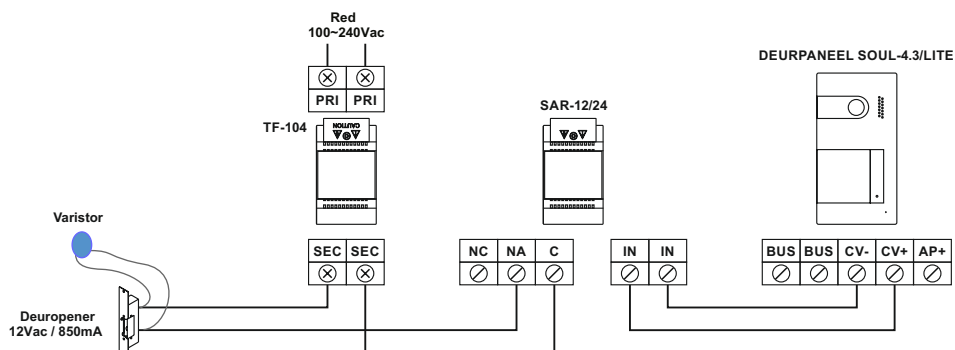 Red
100~240Vac
DEURPANEEL SOUL-4.3/LITE
PRI PRI
SAR-12/24
TF-104
CAUTION
Varistor
SEC SEC
NC NA C
IN IN
BUS BUS CV- CV+ AP+
Deuropener
12Vac / 850mA